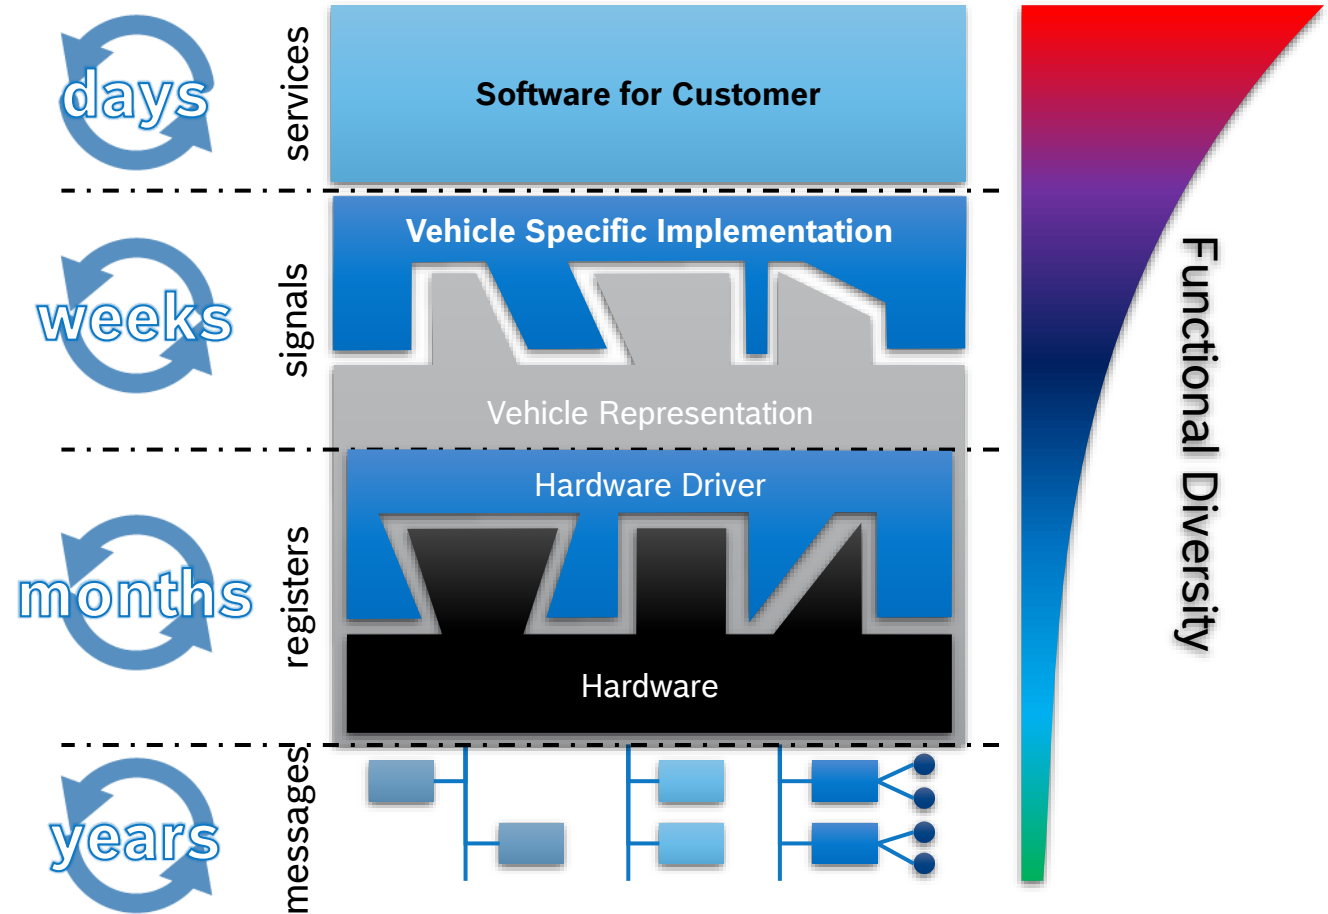 days
services
Software for Customer
weeks
signals
Vehicle Specific Implementation
Vehicle Representation
months
registers
Hardware Driver
Hardware
years
messages
Functional Diversity